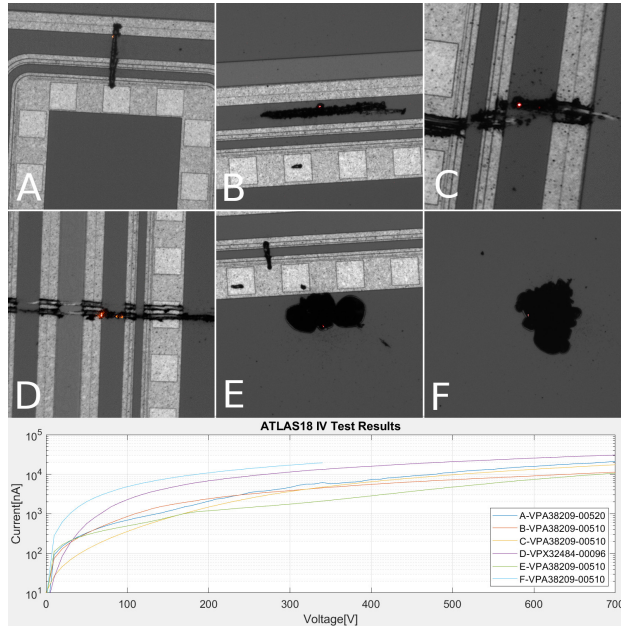 A
B
C
D
E
F
ATLAS18 IV Test Results
Current[nA]
10^5
10^4
10^3
10^2
10^1
A-VPA38209-00520
B-VPA38209-00510
C-VPA38209-00510
D-VPX32484-00096
E-VPA38209-00510
F-VPA38209-00510
0 100 200 300 400 500 600 700
Voltage[V]